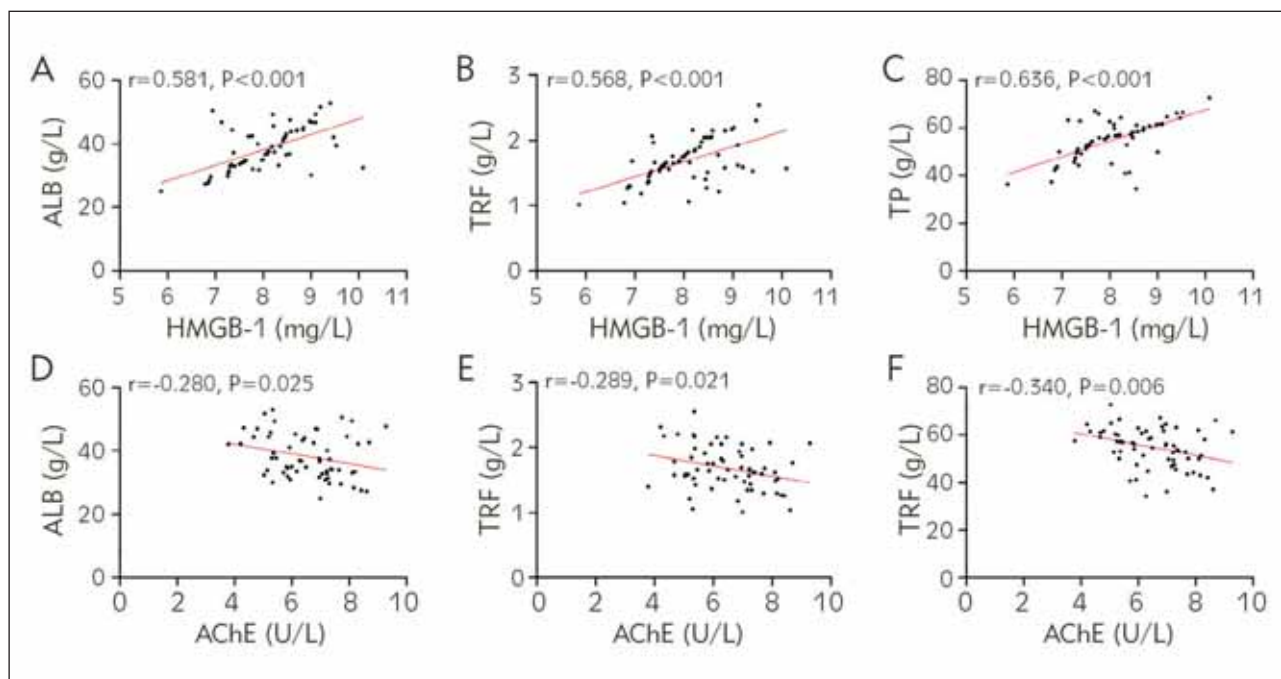 A
r=0.581, P<0.001
60
40
20
0
ALB (g/L)
5 6 7 8 9 10 11
HMGB-1 (mg/L)
B
r=0.568, P<0.001
3
2
1
0
TRF (g/L)
5 6 7 8 9 10 11
HMGB-1 (mg/L)
C
r=0.636, P<0.001
80
60
40
20
0
TP (g/L)
5 6 7 8 9 10 11
HMGB-1 (mg/L)
D
r=-0.280, P=0.025
60
40
20
0
ALB (g/L)
0 2 4 6 8 10
AChE (U/L)
E
r=-0.289, P=0.021
3
2
1
0
TRF (g/L)
0 2 4 6 8 10
AChE (U/L)
F
r=-0.340, P=0.006
80
60
40
20
0
TRF (g/L)
0 2 4 6 8 10
AChE (U/L)